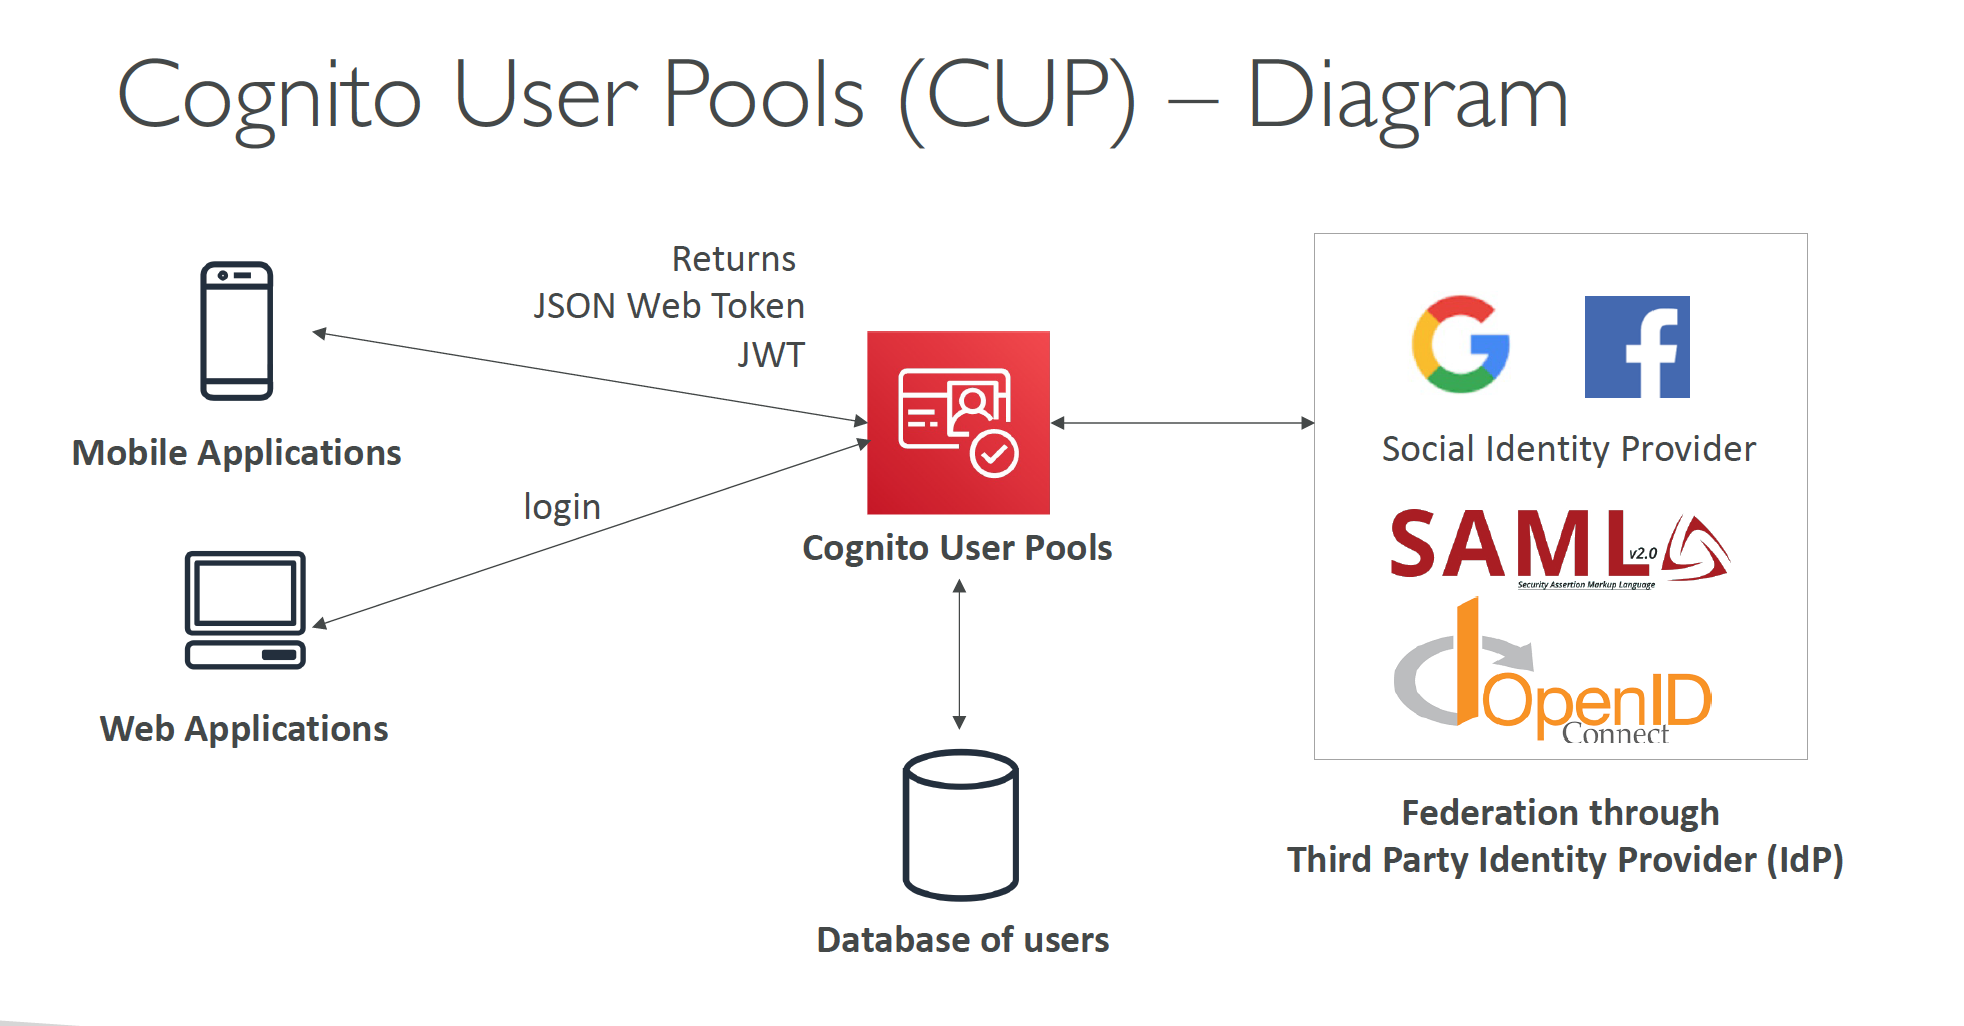 Cognito User Pools (CUP) – Diagram
Returns
JSON Web Token
JWT
Mobile Applications
login
Web Applications
Cognito User Pools
Database of users
Social Identity Provider
SAML v2.0
Security Assertion Markup Language
OpenID
Connect
Federation through
Third Party Identity Provider (IdP)